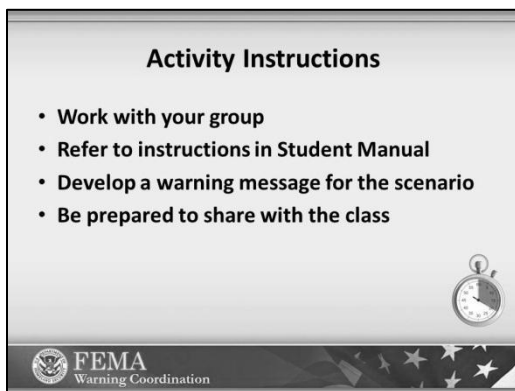 Activity Instructions
• Work with your group
• Refer to instructions in Student Manual
• Develop a warning message for the scenario
• Be prepared to share with the class
FEMA
Warning Coordination